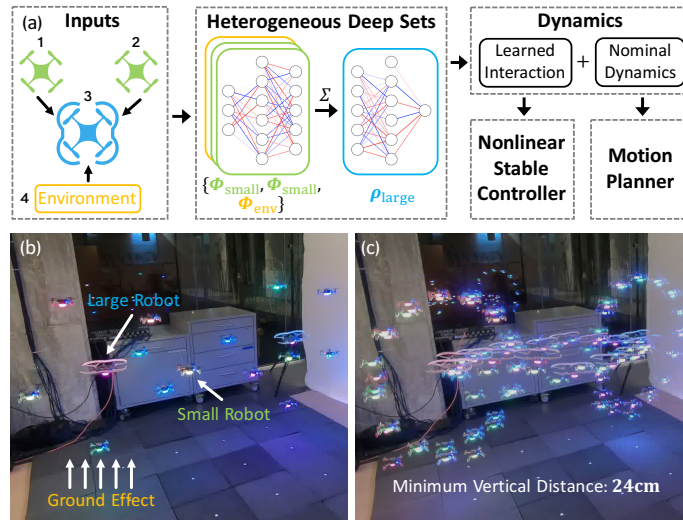 (a)
Inputs
1
2
3
4
Environment
Heterogeneous Deep Sets
Σ
{Φsmall, Φsmall,
Φenv}
ρlarge
Dynamics
Learned
Interaction
+
Nominal
Dynamics
Nonlinear
Stable
Controller
Motion
Planner
(b)
Large Robot
Small Robot
Ground Effect
(c)
Minimum Vertical Distance: 24cm